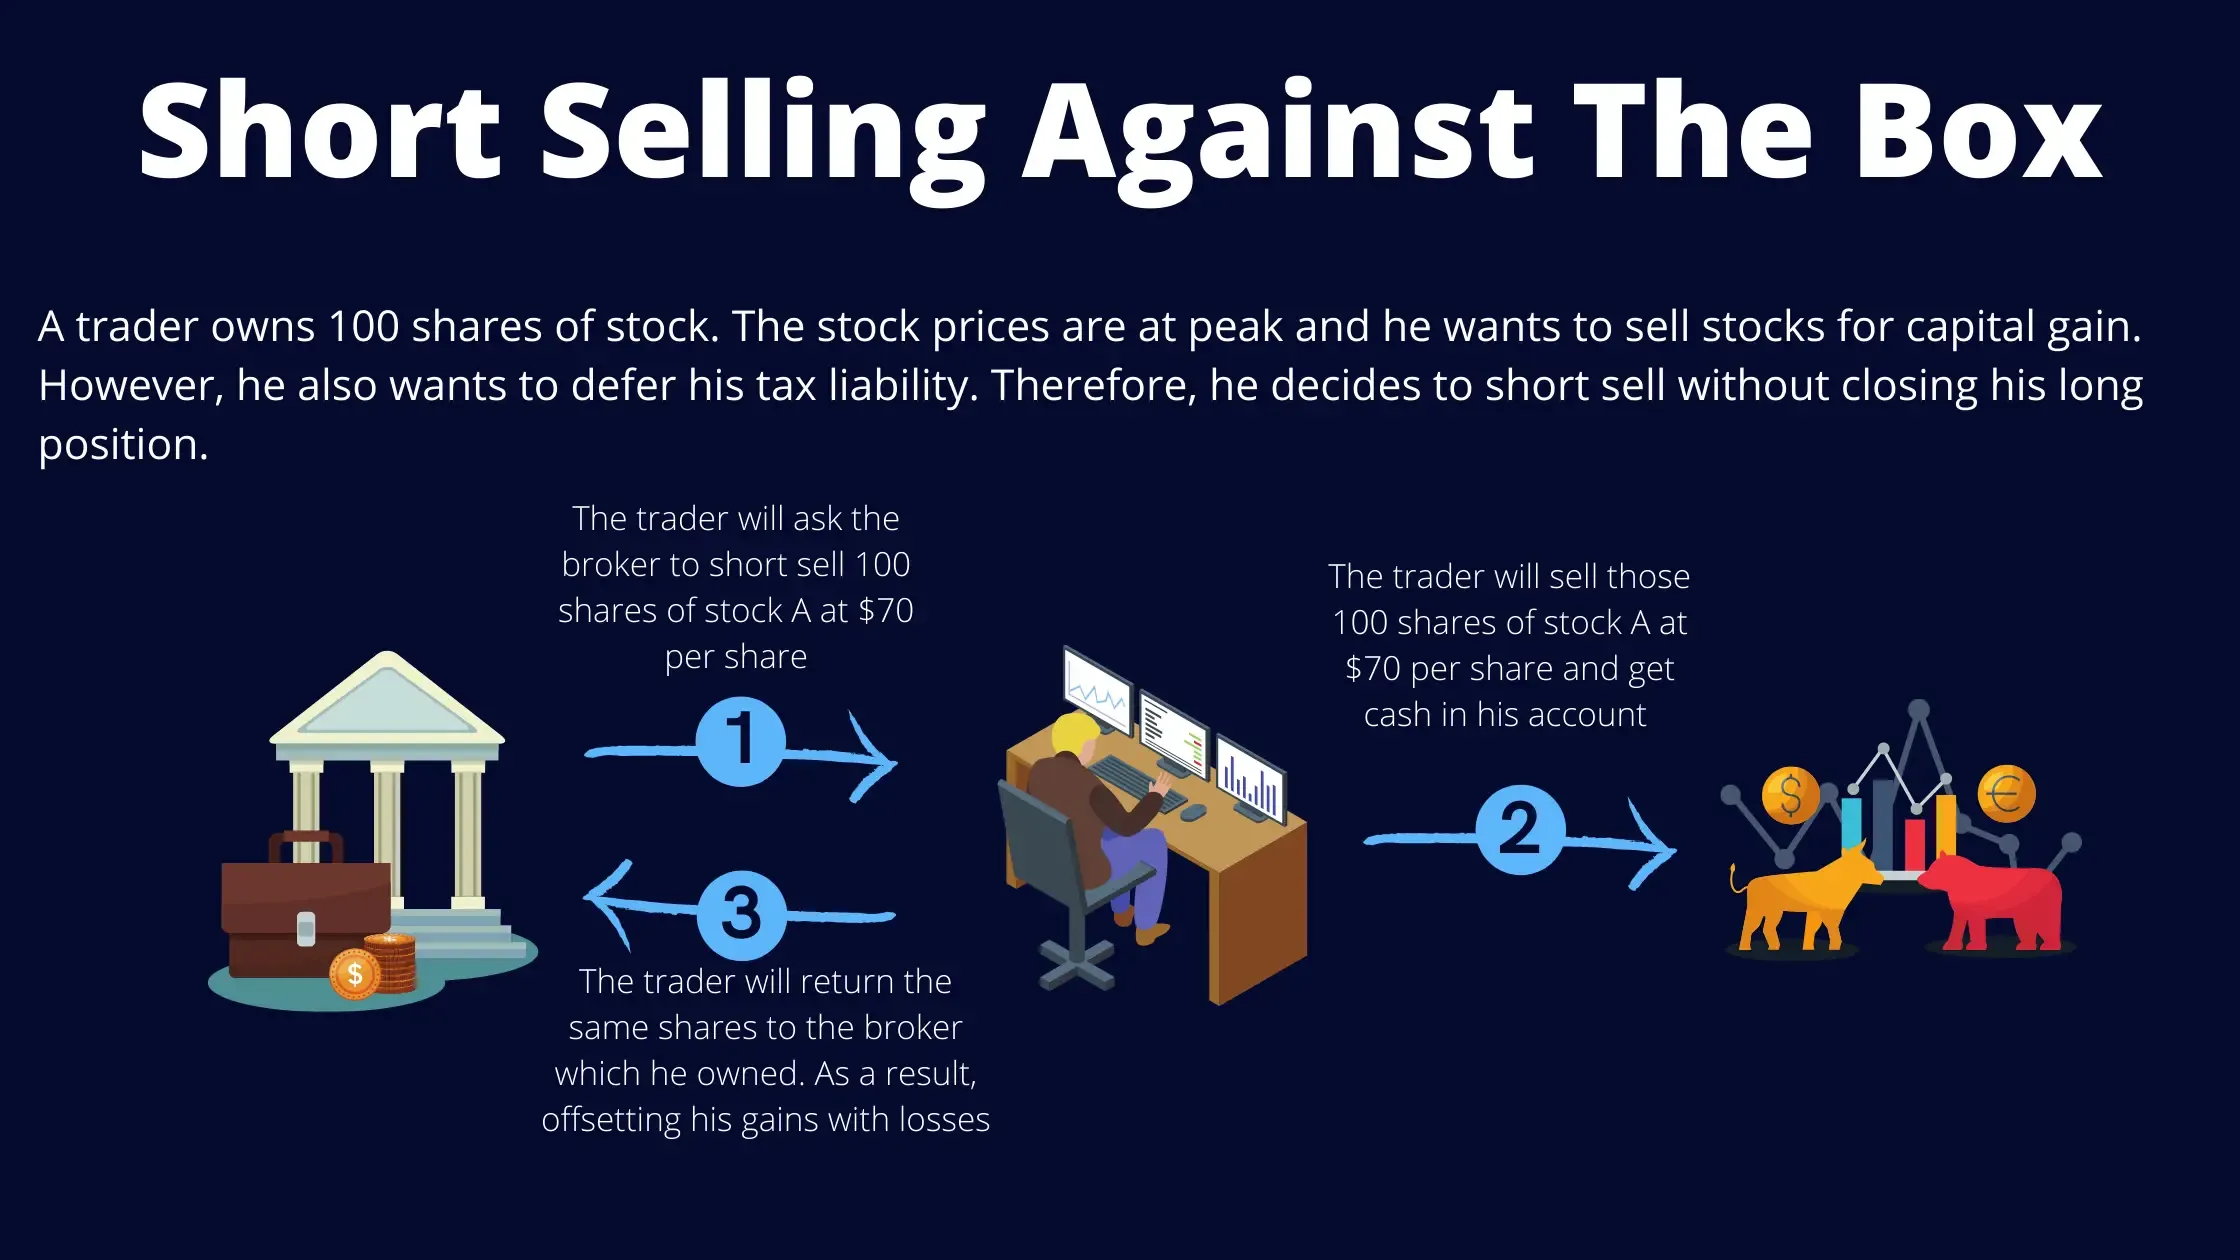 Short Selling Against The Box
A trader owns 100 shares of stock. The stock prices are at peak and he wants to sell stocks for capital gain.
However, he also wants to defer his tax liability. Therefore, he decides to short sell without closing his long
position.
The trader will ask the
broker to short sell 100
shares of stock A at $70
per share
1
The trader will sell those
100 shares of stock A at
$70 per share and get
cash in his account
2
3
The trader will return the
same shares to the broker
which he owned. As a result,
offsetting his gains with losses
$
$
€